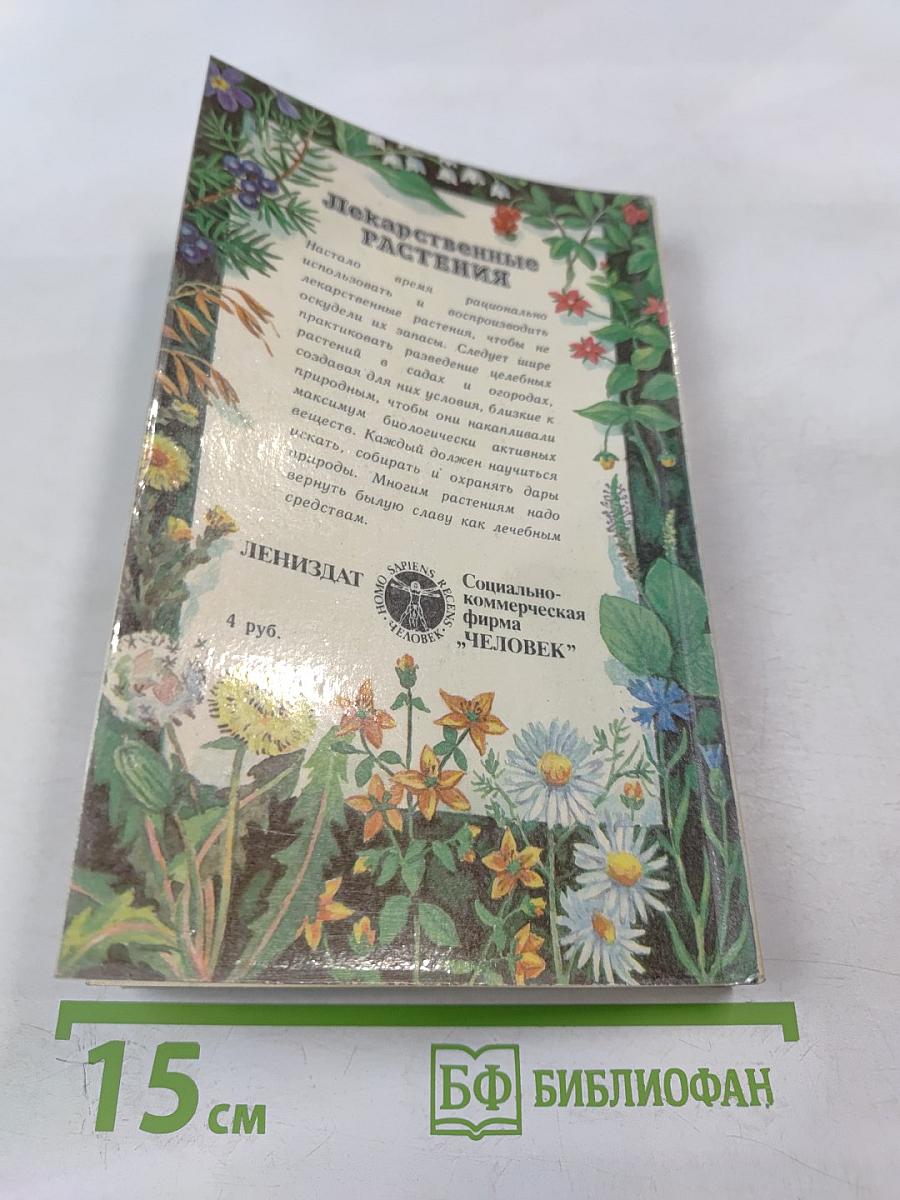 Лекарственные
РАСТЕНИЯ
Настало время рационально
использовать и воспроизводить
лекарственные растения, чтобы не
оскудели их запасы. Следует шире
практиковать разведение целебных
растений в садах и огородах,
создавая для них условия, близкие к
природным, чтобы они накапливали
максимум биологически активных
веществ. Каждый должен научиться
искать, собирать и охранять дары
природы. Многим растениям надо
вернуть былую славу как лечебным
средствам.
ЛЕНИЗДАТ
HOMO SAPIENS RECENS
• ЧЕЛОВЕК •
Социально-
коммерческая
фирма
„ЧЕЛОВЕК”
4 руб.
15 см
БФ БИБЛИОФАН